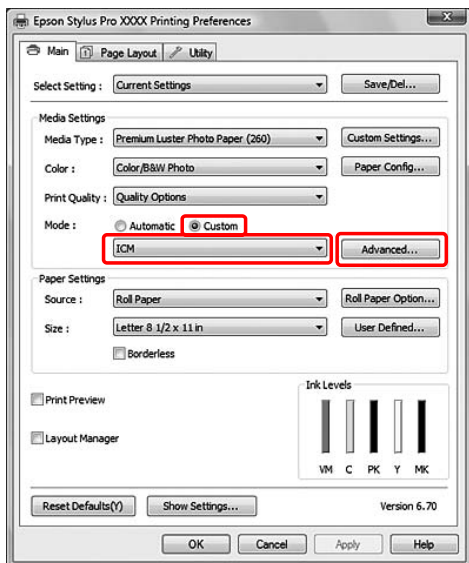 Epson Stylus Pro XXXX Printing Preferences
Main Page Layout Utility
Select Setting : Current Settings Save/Del...
Media Settings
Media Type : Premium Luster Photo Paper (260) Custom Settings...
Color : Color/B&W Photo Paper Config...
Print Quality : Quality Options
Mode : Automatic Custom
ICM Advanced...
Paper Settings
Source : Roll Paper Roll Paper Option...
Size : Letter 8 1/2 x 11 in User Defined...
Borderless
Print Preview
Layout Manager
Ink Levels
VM C PK Y MK
Reset Defaults(Y) Show Settings... Version 6.70
OK Cancel Apply Help